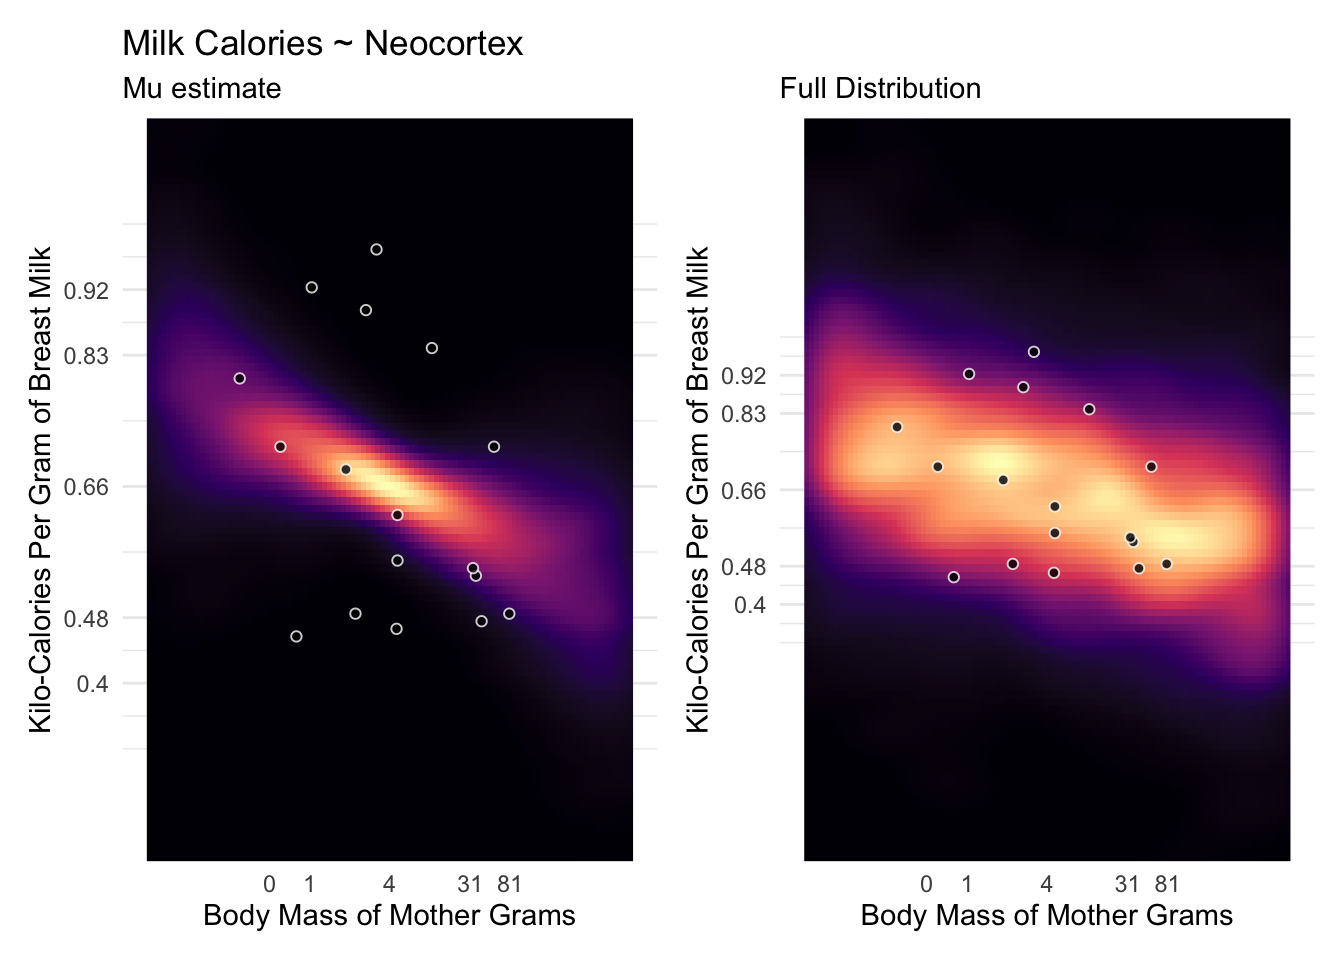 Milk Calories ~ Neocortex
Mu estimate
Kilo-Calories Per Gram of Breast Milk
0.92
0.83
0.66
0.48
0.4
0 1 4 31 81
Body Mass of Mother Grams
Full Distribution
Kilo-Calories Per Gram of Breast Milk
0.92
0.83
0.66
0.48
0.4
0 1 4 31 81
Body Mass of Mother Grams